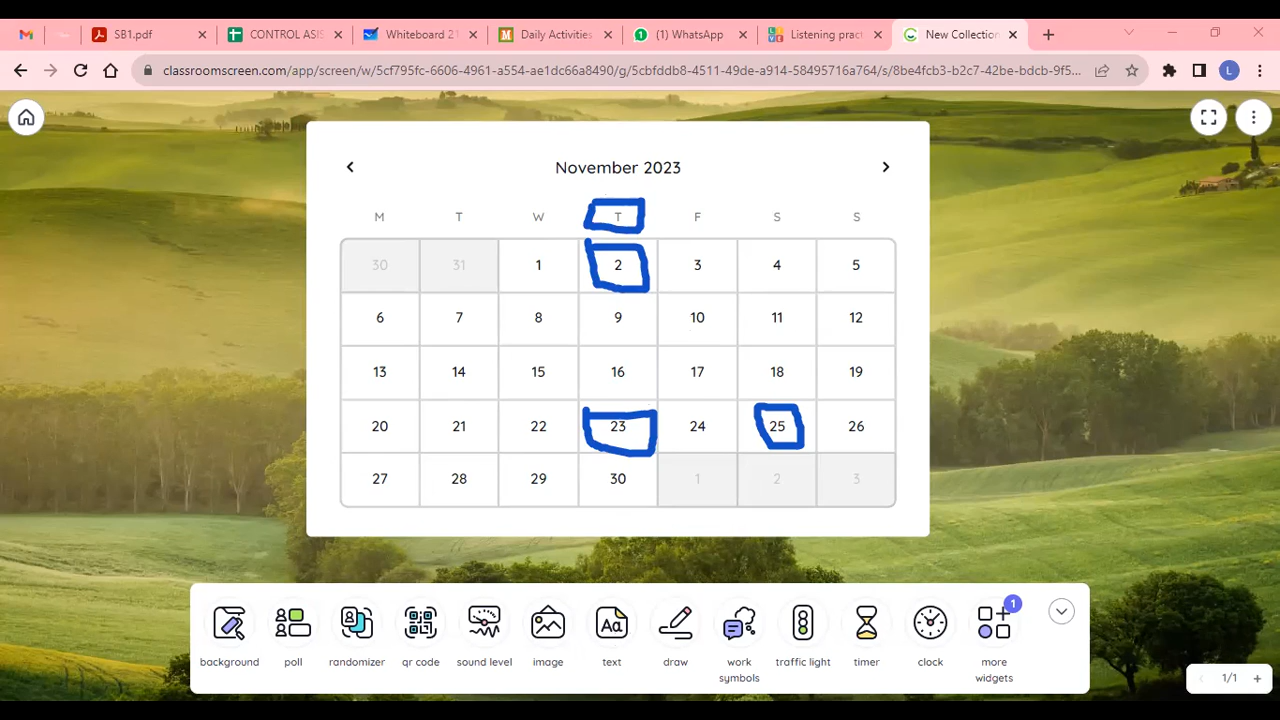 SB1.pdf
CONTROL ASIS
Whiteboard 21
Daily Activities
(1) WhatsApp
Listening pract
New Collection
classroomscreen.com/app/screen/w/5cf795fc-6606-4961-a554-ae1dc66a8490/g/5cbfddb8-4511-49de-a914-58495716a764/s/8be4fcb3-b2c7-42be-bdcb-9f5...
L
November 2023
M T W T F S S
30 31 1 2 3 4 5
6 7 8 9 10 11 12
13 14 15 16 17 18 19
20 21 22 23 24 25 26
27 28 29 30 1 2 3
Aa
1
background
poll
randomizer
qr code
sound level
image
text
draw
work symbols
traffic light
timer
clock
more widgets
1/1